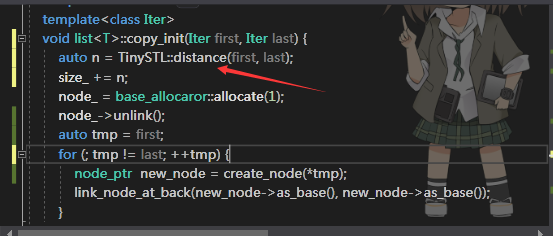 template<class Iter>
void list<T>::copy_init(Iter first, Iter last) {
auto n = TinySTL::distance(first, last);
size_ += n;
node_ = base_allocaror::allocate(1);
node_->unlink();
auto tmp = first;
for (; tmp != last; ++tmp) {
node_ptr new_node = create_node(*tmp);
link_node_at_back(new_node->as_base(), new_node->as_base());
}